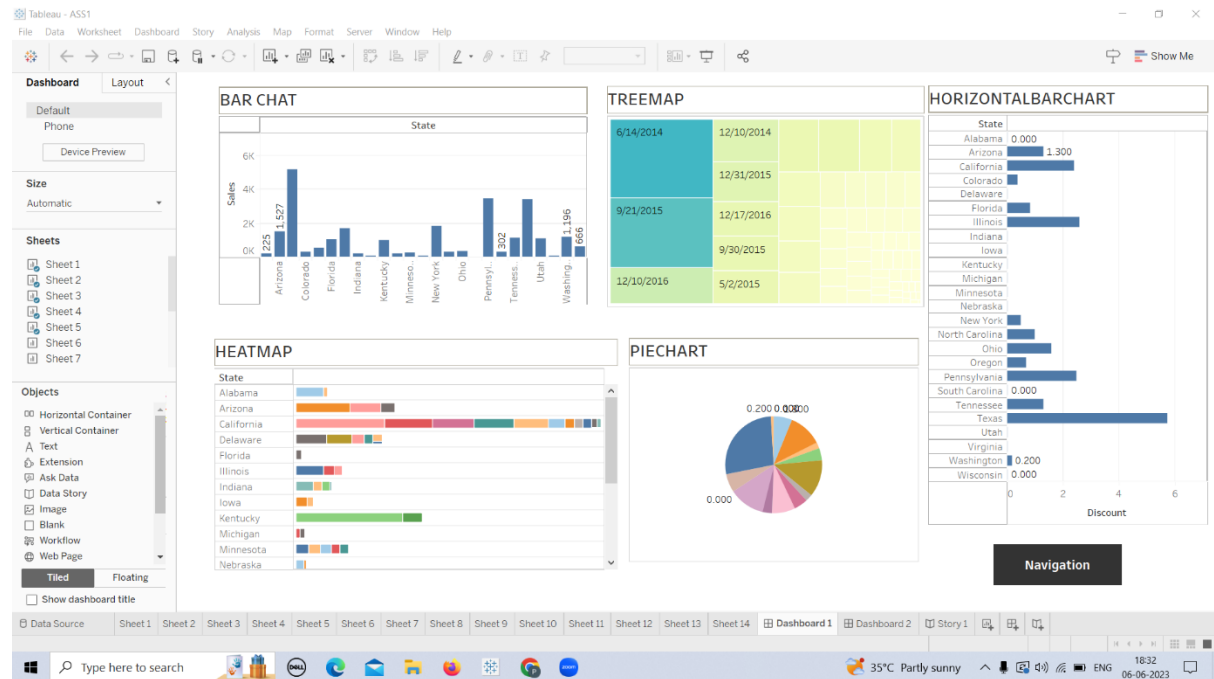 Tableau - ASS1
File Data Worksheet Dashboard Story Analysis Map Format Server Window Help
Show Me
Dashboard Layout
Default
Phone
Device Preview
Size
Automatic
Sheets
Sheet 1
Sheet 2
Sheet 3
Sheet 4
Sheet 5
Sheet 6
Sheet 7
Objects
Horizontal Container
Vertical Container
Text
Extension
Ask Data
Data Story
Image
Blank
Workflow
Web Page
Tiled Floating
Show dashboard title
BAR CHAT
State
Sales
6K
4K
2K
0K
225
1,527
302
1,196
666
Arizona
Colorado
Florida
Indiana
Kentucky
Minneso..
New York
Ohio
Pennsyl..
Tenness..
Utah
Washing..
TREEMAP
6/14/2014
9/21/2015
12/10/2016
12/10/2014
12/31/2015
12/17/2016
9/30/2015
5/2/2015
HORIZONTALBARCHART
State
Alabama 0.000
Arizona 1.300
California
Colorado
Delaware
Florida
Illinois
Indiana
Iowa
Kentucky
Michigan
Minnesota
Nebraska
New York
North Carolina
Ohio
Oregon
Pennsylvania
South Carolina 0.000
Tennessee
Texas
Utah
Virginia
Washington 0.200
Wisconsin 0.000
0 2 4 6
Discount
HEATMAP
State
Alabama
Arizona
California
Delaware
Florida
Illinois
Indiana
Iowa
Kentucky
Michigan
Minnesota
Nebraska
PIECHART
0.200
0.000
Navigation
Data Source Sheet 1 Sheet 2 Sheet 3 Sheet 4 Sheet 5 Sheet 6 Sheet 7 Sheet 8 Sheet 9 Sheet 10 Sheet 11 Sheet 12 Sheet 13 Sheet 14 Dashboard 1 Dashboard 2 Story 1
Type here to search
DELL
zoom
35°C Partly sunny
ENG
18:32
06-06-2023